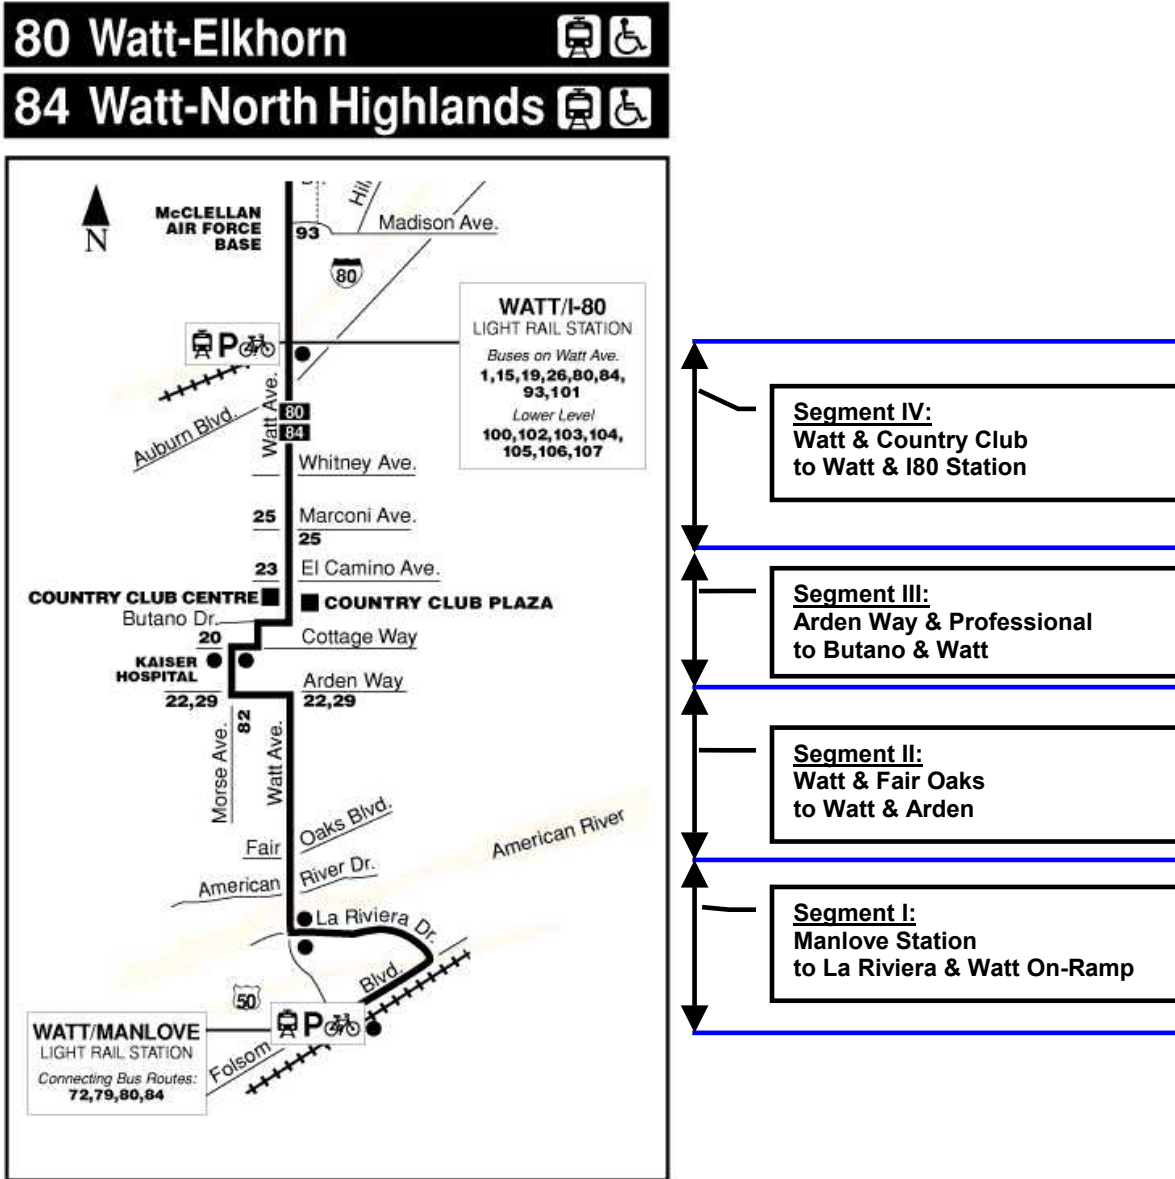 80 Watt-Elkhorn
84 Watt-North Highlands
N
McCLELLAN
AIR FORCE
BASE
93
Madison Ave.
80
WATT/I-80
LIGHT RAIL STATION
Buses on Watt Ave.
1,15,19,26,80,84,
93,101
Lower Level
100,102,103,104,
105,106,107
P
Auburn Blvd.
Watt Ave.
80
84
Whitney Ave.
25
Marconi Ave.
25
23
El Camino Ave.
COUNTRY CLUB CENTRE
COUNTRY CLUB PLAZA
Butano Dr.
20
Cottage Way
KAISER
HOSPITAL
Arden Way
22,29
22,29
82
Morse Ave.
Watt Ave.
Fair Oaks Blvd.
American River
American River Dr.
La Riviera Dr.
50
P
Folsom Blvd.
WATT/MANLOVE
LIGHT RAIL STATION
Connecting Bus Routes:
72,79,80,84
Segment IV:
Watt & Country Club
to Watt & I80 Station
Segment III:
Arden Way & Professional
to Butano & Watt
Segment II:
Watt & Fair Oaks
to Watt & Arden
Segment I:
Manlove Station
to La Riviera & Watt On-Ramp